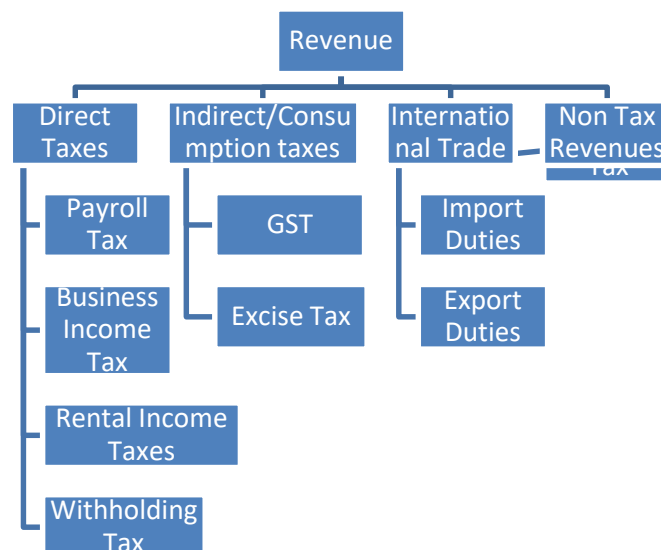 Revenue
Direct
Taxes
Indirect/Consu
mption taxes
Internatio
nal Trade
Non Tax
Revenues
Tax
Payroll
Tax
GST
Import
Duties
Business
Income
Tax
Excise Tax
Export
Duties
Rental Income
Taxes
Withholding
Tax